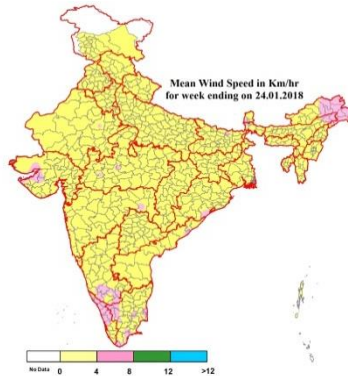 Mean Wind Speed in Km/hr
for week ending on 24.01.2018
No Data 0 4 8 12 >12